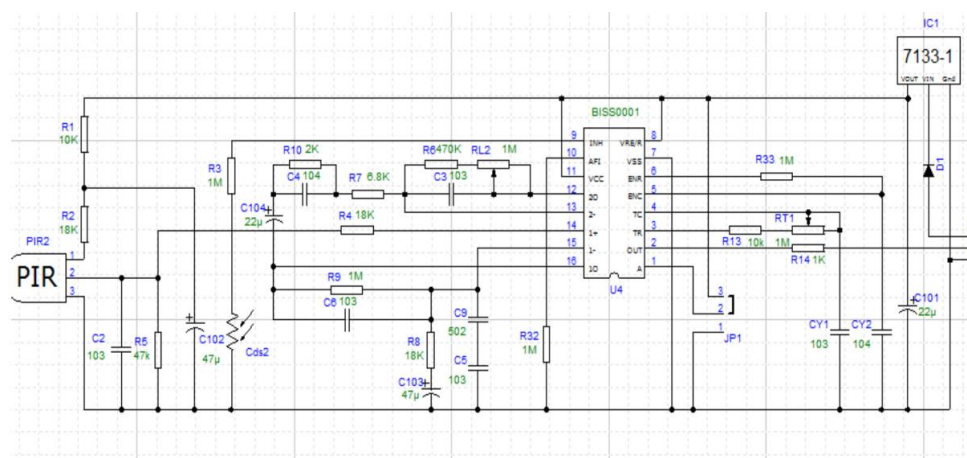 IC1
7133-1
VOUT VIN Gnd
BISS0001
R1
10K
R3
1M
R10 2K
C4 104
R7 6.8K
R6 470K
C3 103
RL2 1M
9 INH VRE/R 8
10 AFI VSS 7
11 VCC ENR 6
12 2O ENC 5
13 2- TC 4
14 1+ TR 3
15 1- OUT 2
16 1O A 1
U4
R33 1M
D1
R2
18K
C104
22µ
R4 18K
RT1
R13 10k 1M
R14 1K
PIR2
PIR
1
2
3
R9 1M
C6 103
C9
502
C5
103
R8
18K
C103
47µ
R32
1M
3
2
1
JP1
C101
22µ
CY1
103
CY2
104
C2
103
R5
47k
C102
47µ
Cds2